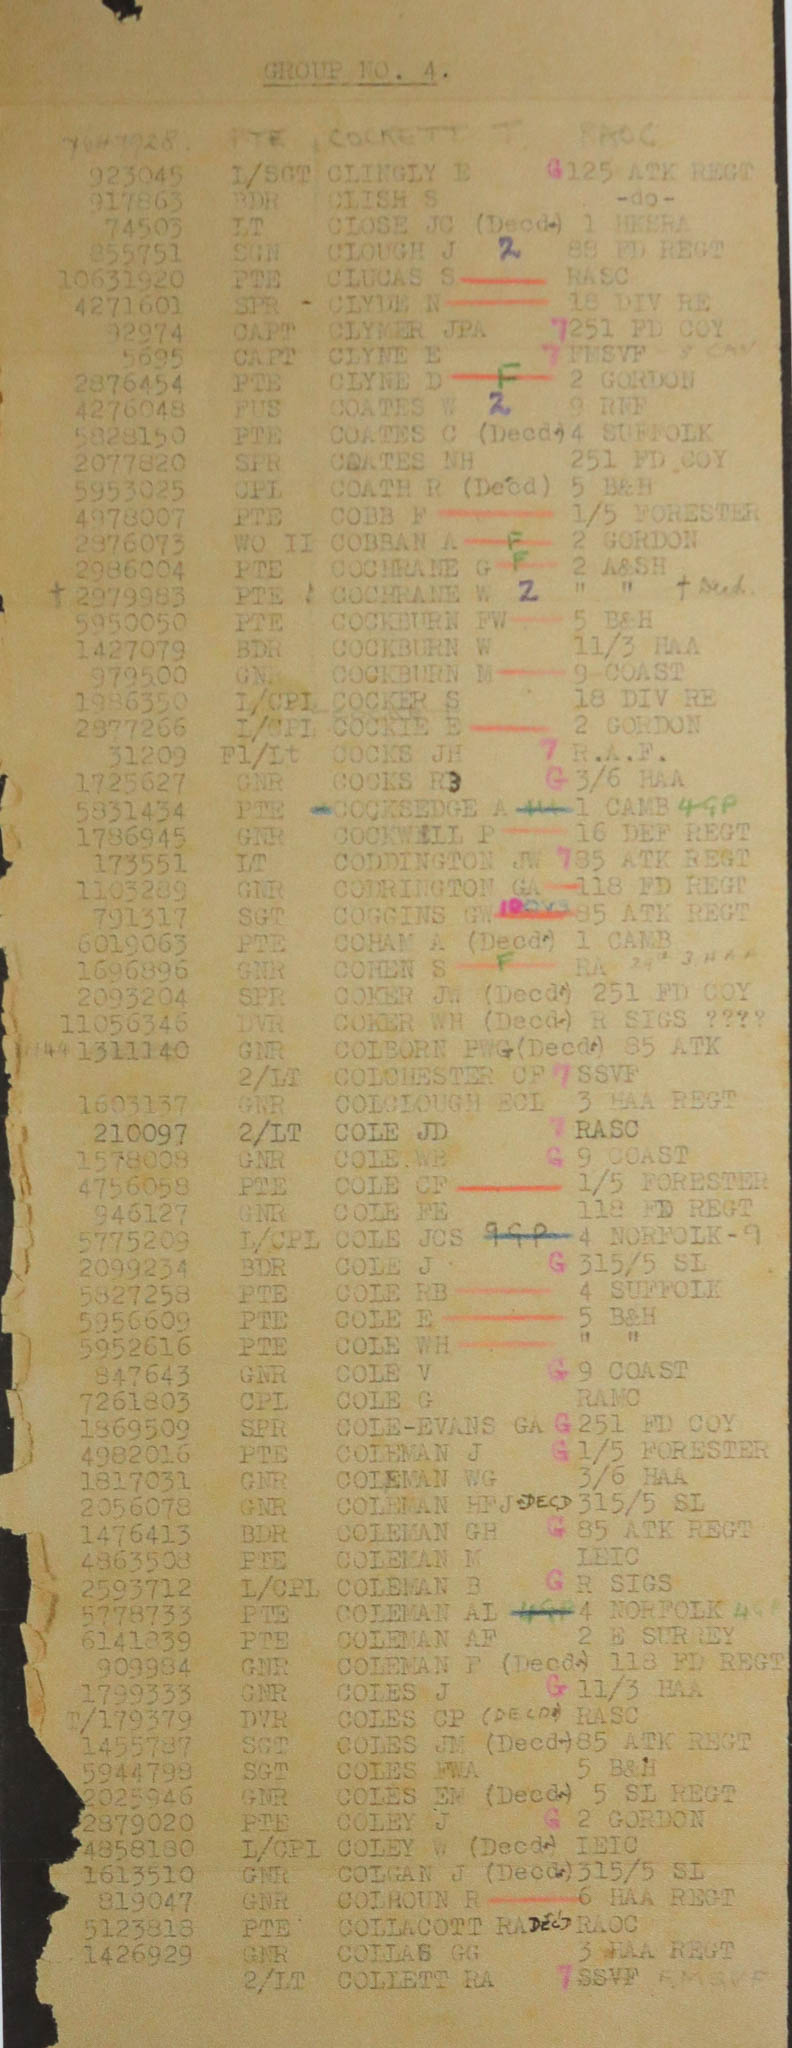 GROUP NO. 4.
7647928. PTE COCKETT T. RAOC
923045 L/SGT CLINGLY E G 125 ATK REGT
917863 BDR CLISH S -do-
74503 LT CLOSE JC (Decd.) 1 HKSRA
855751 SGN CLOUGH J 2 88 FD REGT
10631920 PTE CLUCAS S RASC
4271601 SPR - CLYDE N 18 DIV RE
92974 CAPT CLYMER JPA 7 251 FD COY
5695 CAPT CLYNE E 7 FMSVF
2876454 PTE CLYNE D F 2 GORDON
4276048 FUS COATES W 2 9 RNF
5828150 PTE COATES C (Decd.) 4 SUFFOLK
2077820 SPR COATES NH 251 FD COY
5953025 CPL COATH R (Decd) 5 B&H
4978007 PTE COBB F 1/5 FORESTER
2876073 WO II COBBAN A F 2 GORDON
2986004 PTE COCHRANE G F 2 A&SH
† 2979983 PTE COCHRANE W 2 " " † Decd.
5950050 PTE COCKBURN FW 5 B&H
1427079 BDR COCKBURN W 11/3 HAA
979500 GNR COCKBURN M 9 COAST
1986350 L/CPL COCKER S 18 DIV RE
2877266 L/CPL COCKIE E 2 GORDON
31209 Fl/Lt COCKS JH 7 R.A.F.
1725627 GNR COCKS RB G 3/6 HAA
5831434 PTE COCKSEDGE A 1 CAMB 4GP
1786945 GNR COCKWELL P 16 DEF REGT
173551 LT CODDINGTON JW 7 85 ATK REGT
1103289 GNR CODRINGTON GA 118 FD REGT
791317 SGT COGGINS GW 85 ATK REGT
6019063 PTE COHAM A (Decd.) 1 CAMB
1696896 GNR COHEN S F RA
2093204 SPR COKER JW (Decd.) 251 FD COY
11056346 DVR COKER WH (Decd.) R SIGS ????
1311140 GNR COLBORN PWG (Decd.) 85 ATK
2/LT COLCHESTER CF 7 SSVF
1603137 GNR COLCLOUGH ECL 3 HAA REGT
210097 2/LT COLE JD 7 RASC
1578008 GNR COLE WR G 9 COAST
4756058 PTE COLE CF 1/5 FORESTER
946127 GNR COLE FE 118 FD REGT
5775209 L/CPL COLE JCS 9GP 4 NORFOLK - 9
2099234 BDR COLE J G 315/5 SL
5827258 PTE COLE RB 4 SUFFOLK
5956609 PTE COLE E 5 B&H
5952616 PTE COLE WH " "
847643 GNR COLE V G 9 COAST
7261803 CPL COLE G RAMC
1869509 SPR COLE-EVANS GA G 251 FD COY
4982016 PTE COLEMAN J G 1/5 FORESTER
1817031 GNR COLEMAN WG 3/6 HAA
2056078 GNR COLEMAN HFJ DECD 315/5 SL
1476413 BDR COLEMAN GH G 85 ATK REGT
4863508 PTE COLEMAN M LEIC
2593712 L/CPL COLEMAN B G R SIGS
5778733 PTE COLEMAN AL 4GP 4 NORFOLK 4GP
6141839 PTE COLEMAN AF 2 E SURREY
909984 GNR COLEMAN P (Decd.) 118 FD REGT
1799333 GNR COLES J G 11/3 HAA
T/179379 DVR COLES CP (DECD) RASC
1455787 SGT COLES JM (Decd.) 85 ATK REGT
5944798 SGT COLES FWA 5 B&H
2025946 GNR COLES EM (Decd.) 5 SL REGT
2879020 PTE COLEY J G 2 GORDON
4858180 L/CPL COLEY W (Decd.) LEIC
1613510 GNR COLGAN J (Decd.) 315/5 SL
819047 GNR COLHOUN R 6 HAA REGT
5123818 PTE COLLACOTT RA DECD RAOC
1426929 GNR COLLAS GG 3 HAA REGT
2/LT COLLETT RA 7 SSVF FMSVF